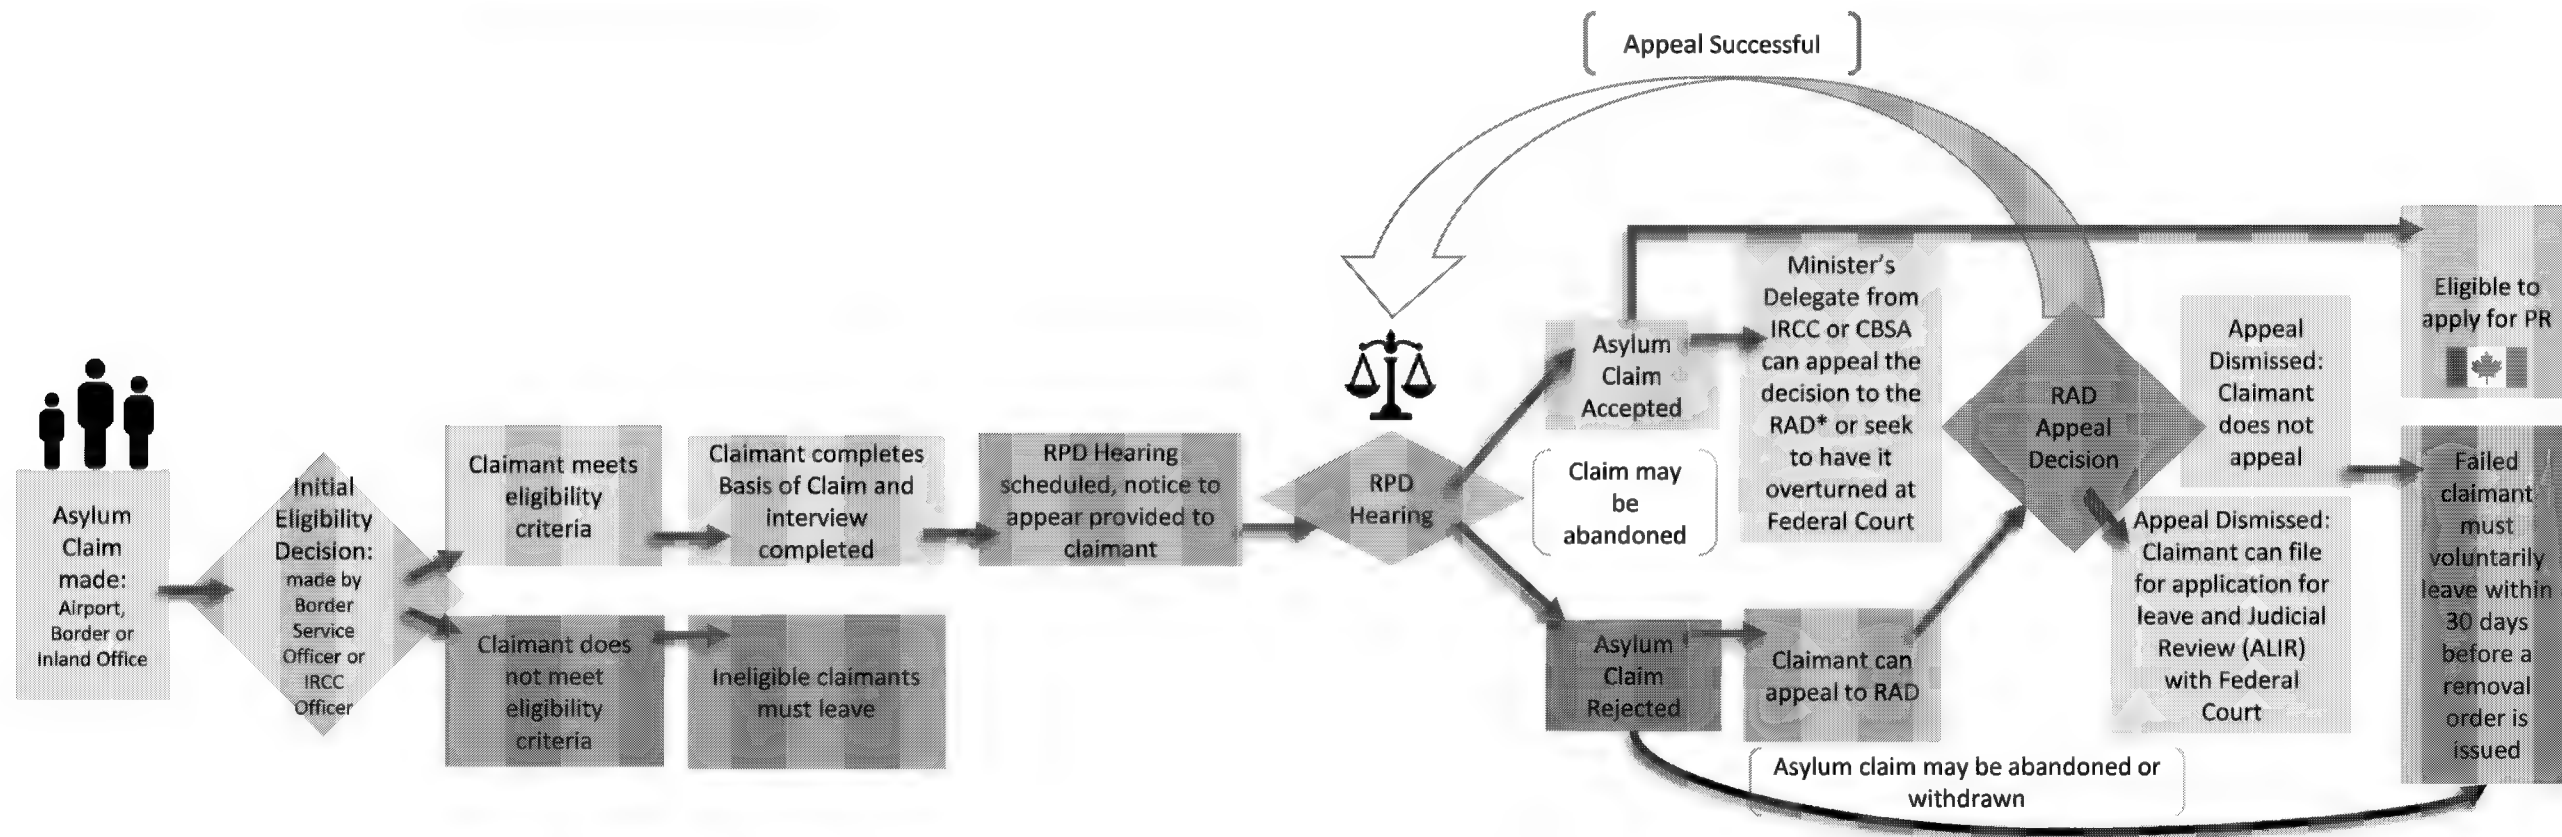 Asylum
Claim
made:
Airport,
Border or
Inland Office
Initial
Eligibility
Decision:
made by
Border
Service
Officer or
IRCC
Officer
Claimant meets
eligibility
criteria
Claimant does
not meet
eligibility
criteria
Claimant completes
Basis of Claim and
interview
completed
Ineligible claimants
must leave
RPD Hearing
scheduled, notice to
appear provided to
claimant
RPD
Hearing
Appeal Successful
Asylum
Claim
Accepted
Claim may
be
abandoned
Asylum
Claim
Rejected
Minister's
Delegate from
IRCC or CBSA
can appeal the
decision to the
RAD* or seek
to have it
overturned at
Federal Court
Claimant can
appeal to RAD
Asylum claim may be abandoned or
withdrawn
RAD
Appeal
Decision
Appeal
Dismissed:
Claimant
does not
appeal
Appeal Dismissed:
Claimant can file
for application for
leave and Judicial
Review (ALIR)
with Federal
Court
Eligible to
apply for PR
Failed
claimant
must
voluntarily
leave within
30 days
before a
removal
order is
issued